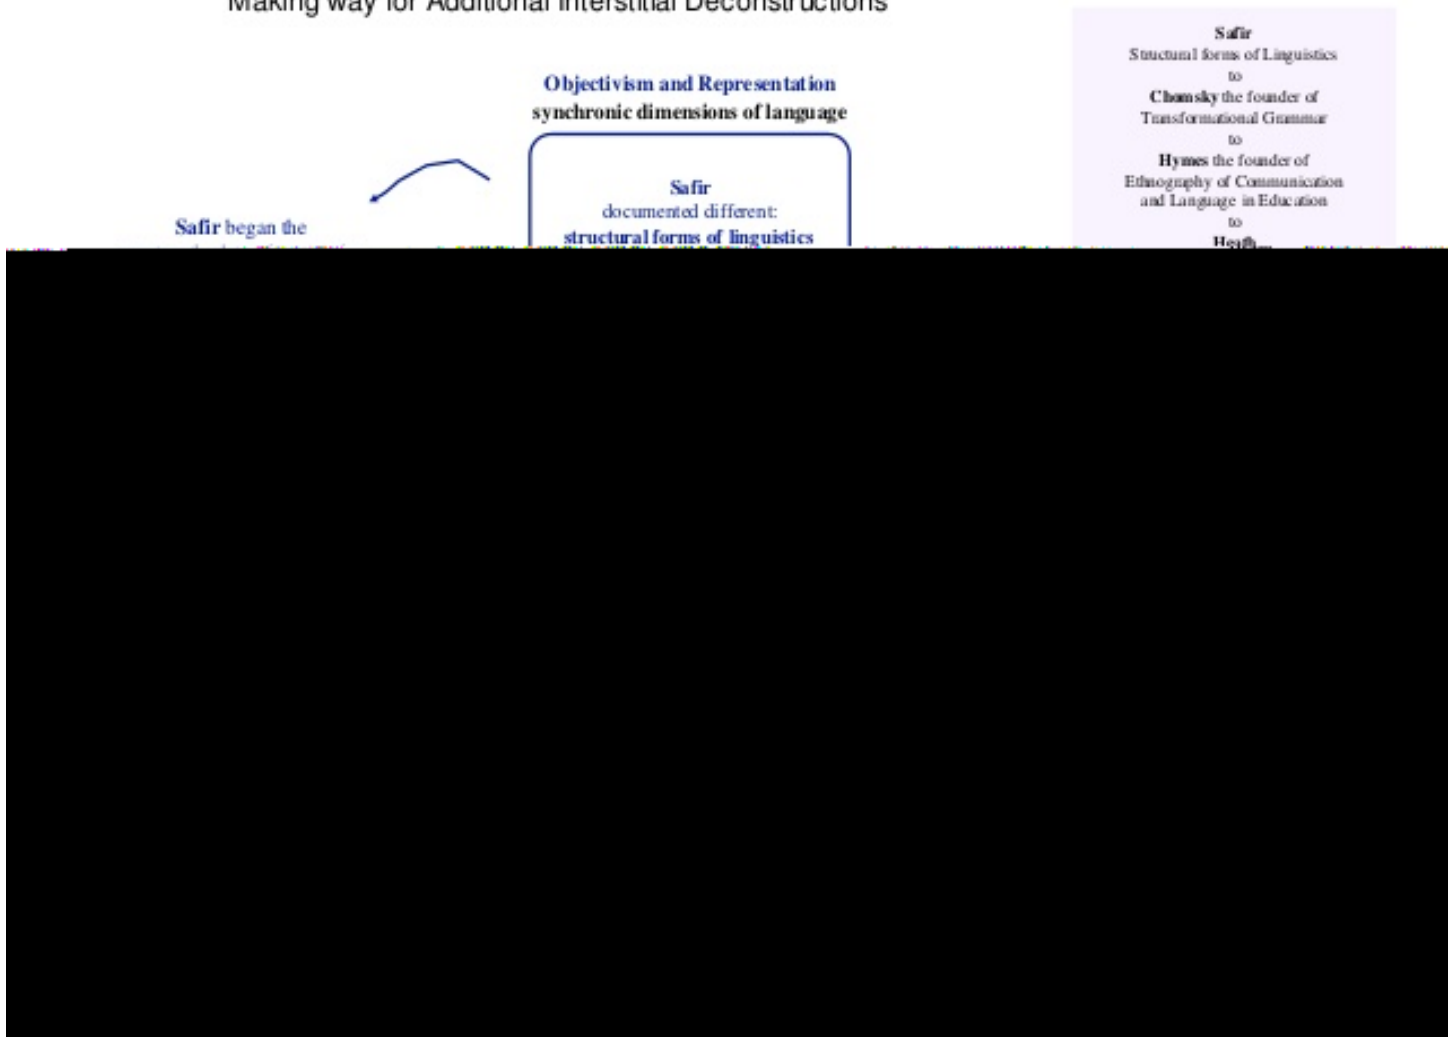 Making way for Additional Interstitial Deconstructions
Objectivism and Representation
synchronic dimensions of language
Safir
documented different:
structural forms of linguistics
Safir began the
Safir
Structural forms of Linguistics
to
Chomsky the founder of
Transformational Grammar
to
Hymes the founder of
Ethnography of Communication
and Language in Education
to
Heath